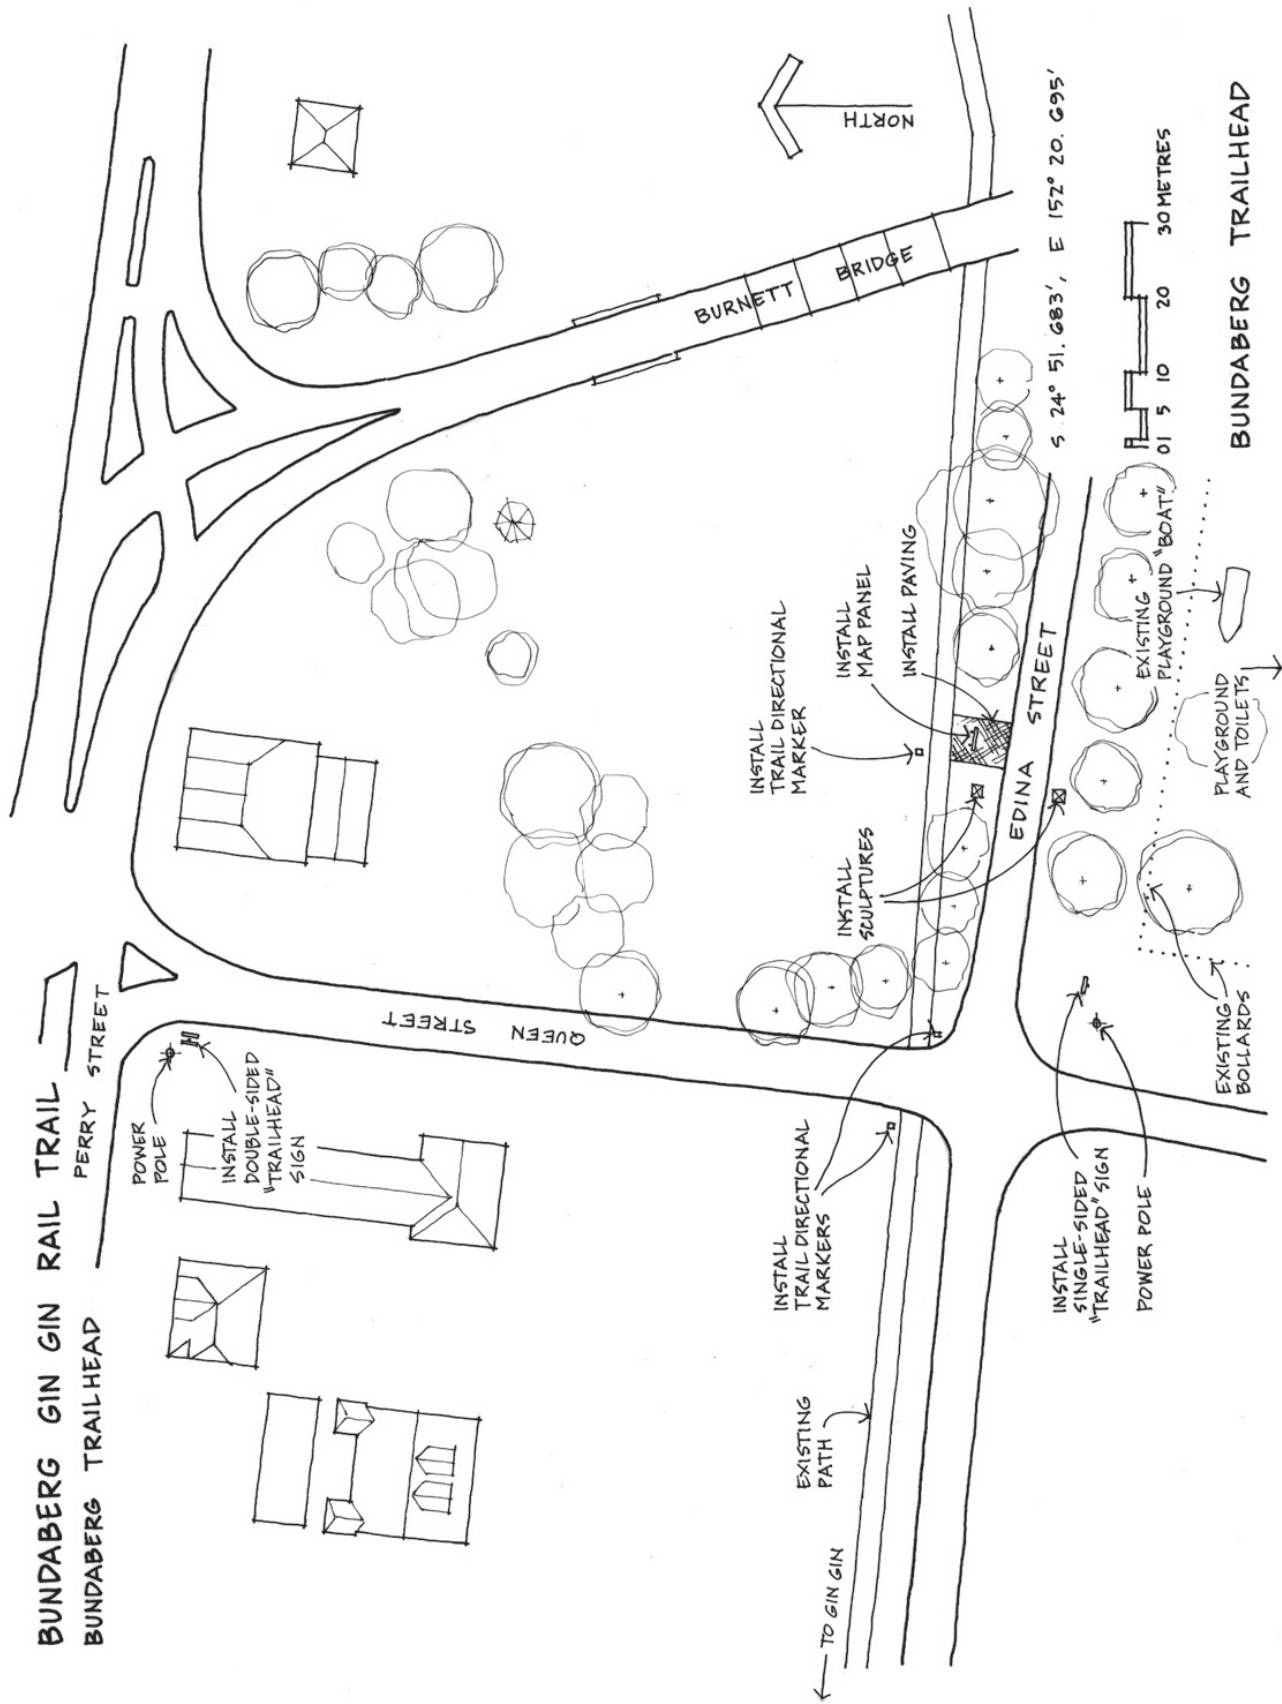 BUNDABERG GIN GIN RAIL TRAIL
BUNDABERG TRAILHEAD
PERRY STREET
POWER
POLE
INSTALL
DOUBLE-SIDED
"TRAILHEAD"
SIGN
QUEEN STREET
BURNETT BRIDGE
NORTH
INSTALL
TRAIL DIRECTIONAL
MARKER
INSTALL
MAP PANEL
INSTALL PAVING
INSTALL
SCULPTURES
INSTALL
TRAIL DIRECTIONAL
MARKERS
EXISTING
PATH
TO GIN GIN
EDINA STREET
INSTALL
SINGLE-SIDED
"TRAILHEAD" SIGN
POWER POLE
EXISTING
BOLLARDS
EXISTING
PLAYGROUND "BOAT"
PLAYGROUND
AND TOILETS
S 24° 51.683', E 152° 20.695'
0 1 5 10 20 30 METRES
BUNDABERG TRAILHEAD